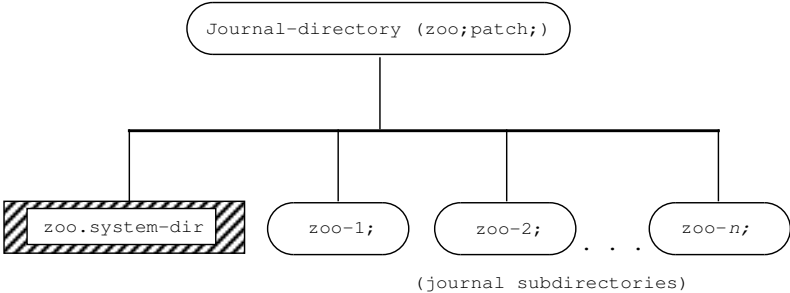 Journal-directory (zoo;patch;)
zoo.system-dir
zoo-1;
zoo-2;
. . .
zoo-n;
(journal subdirectories)